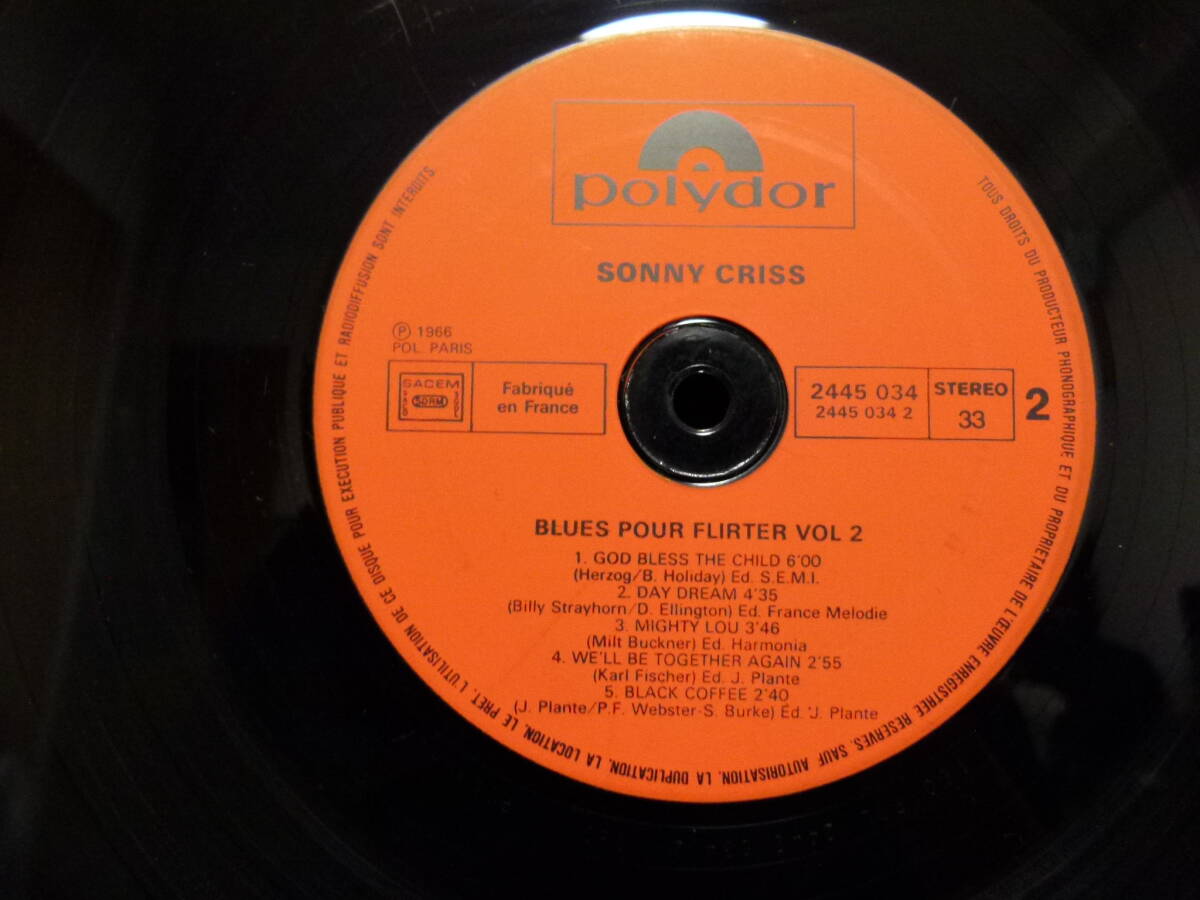 polydor
SONNY CRISS
℗ 1966
POL. PARIS
SACEM
SDRM
Fabriqué
en France
2445 034
2445 034 2
STEREO
33
2
BLUES POUR FLIRTER VOL 2
1. GOD BLESS THE CHILD 6'00
(Herzog/B. Holiday) Ed. S.E.M.I.
2. DAY DREAM 4'35
(Billy Strayhorn/D. Ellington) Ed. France Melodie
3. MIGHTY LOU 3'46
(Milt Buckner) Ed. Harmonia
4. WE'LL BE TOGETHER AGAIN 2'55
(Karl Fischer) Ed. J. Plante
5. BLACK COFFEE 2'40
(J. Plante/P.F. Webster-S. Burke) Ed. J. Plante
TOUS DROITS DU PRODUCTEUR PHONOGRAPHIQUE ET DU PROPRIETAIRE DE L'ŒUVRE ENREGISTREE RESERVES. SAUF AUTORISATION, LA DUPLICATION, LA LOCATION, LE PRET, L'UTILISATION DE CE DISQUE POUR EXECUTION PUBLIQUE ET RADIODIFFUSION SONT INTERDITS